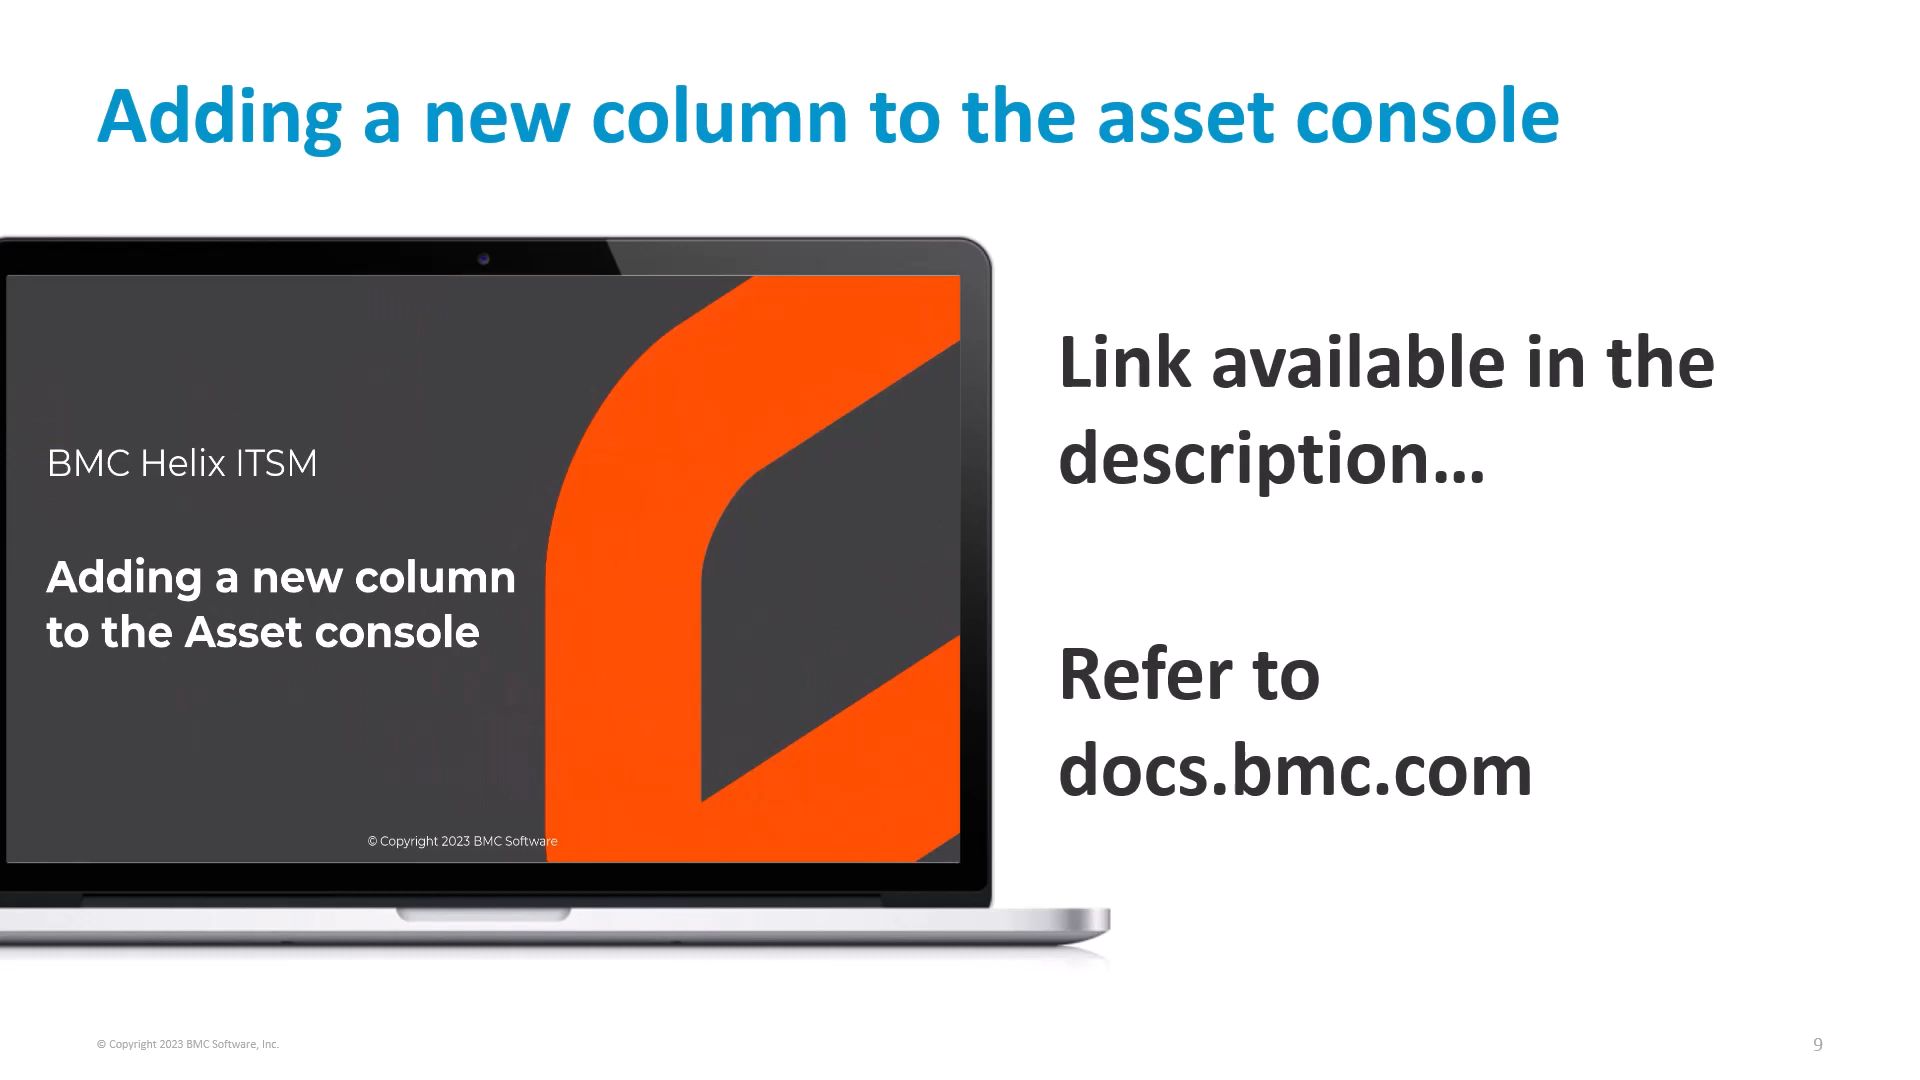 Adding a new column to the asset console
BMC Helix ITSM
Adding a new column
to the Asset console
© Copyright 2023 BMC Software
Link available in the
description...
Refer to
docs.bmc.com
© Copyright 2023 BMC Software, Inc.
9